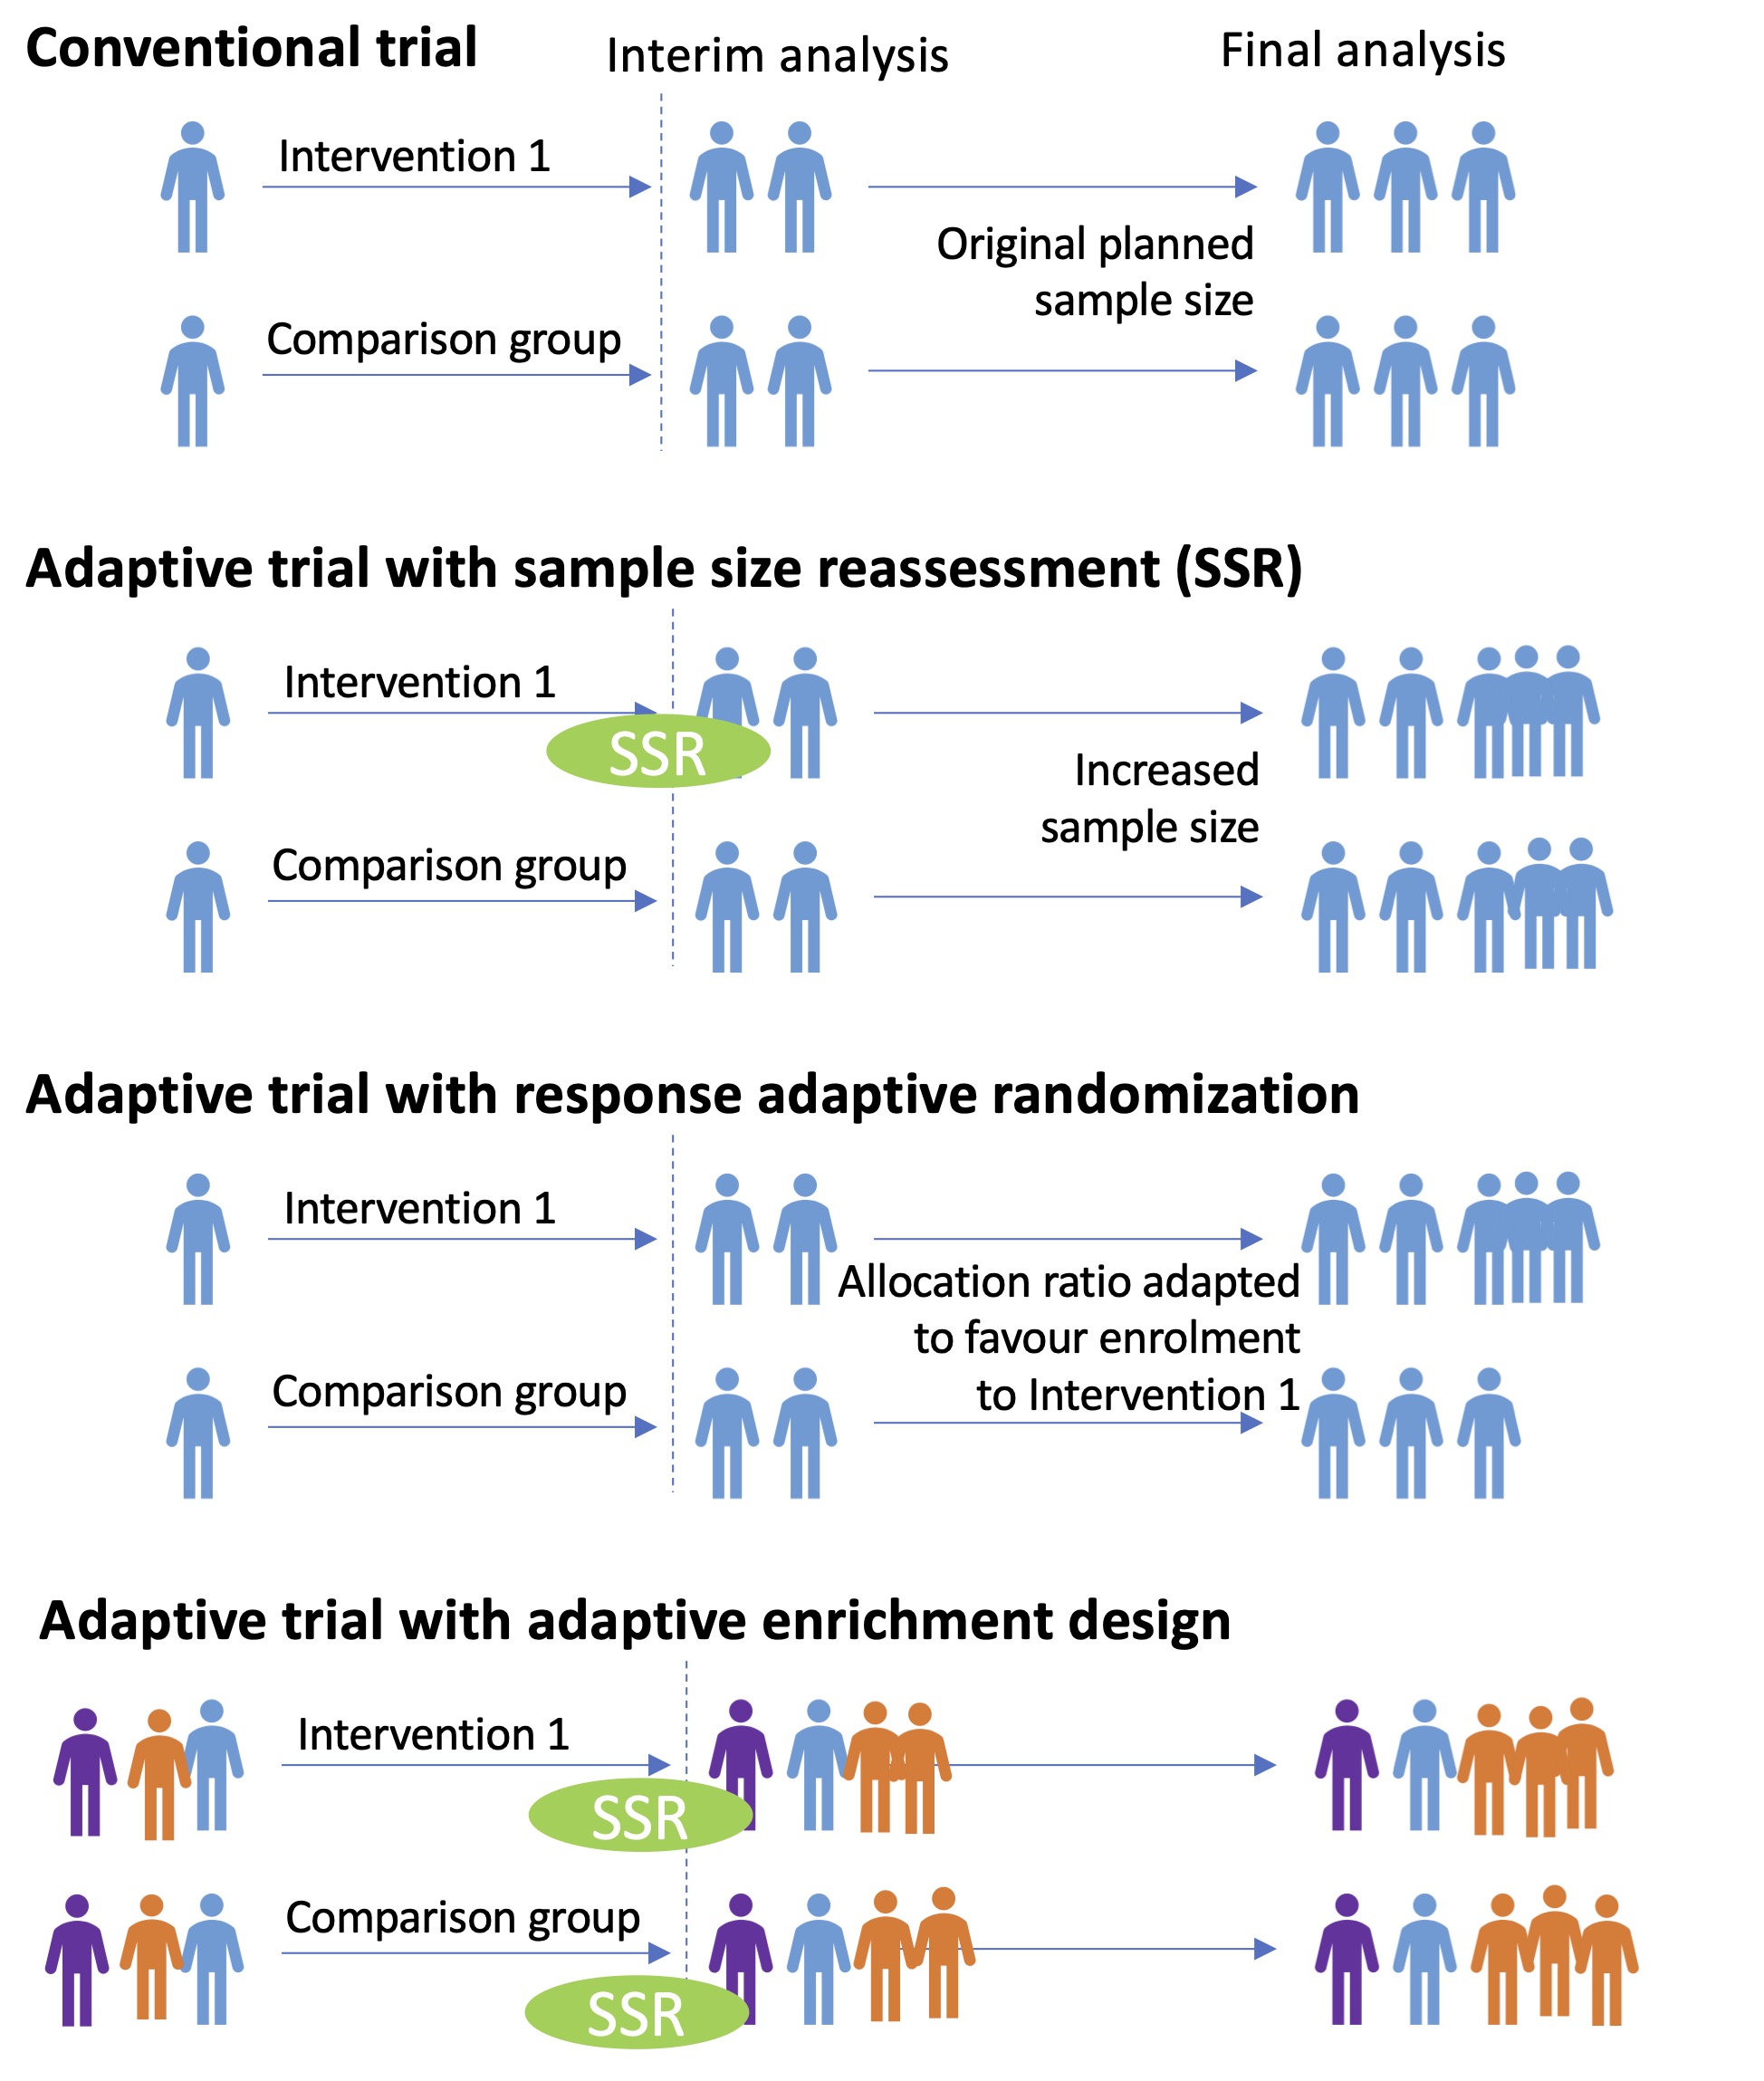 Conventional trial
Interim analysis
Final analysis
Intervention 1
Original planned
sample size
Comparison group
Adaptive trial with sample size reassessment (SSR)
Intervention 1
SSR
Increased
sample size
Comparison group
Adaptive trial with response adaptive randomization
Intervention 1
Allocation ratio adapted
to favour enrolment
to Intervention 1
Comparison group
Adaptive trial with adaptive enrichment design
Intervention 1
SSR
Comparison group
SSR